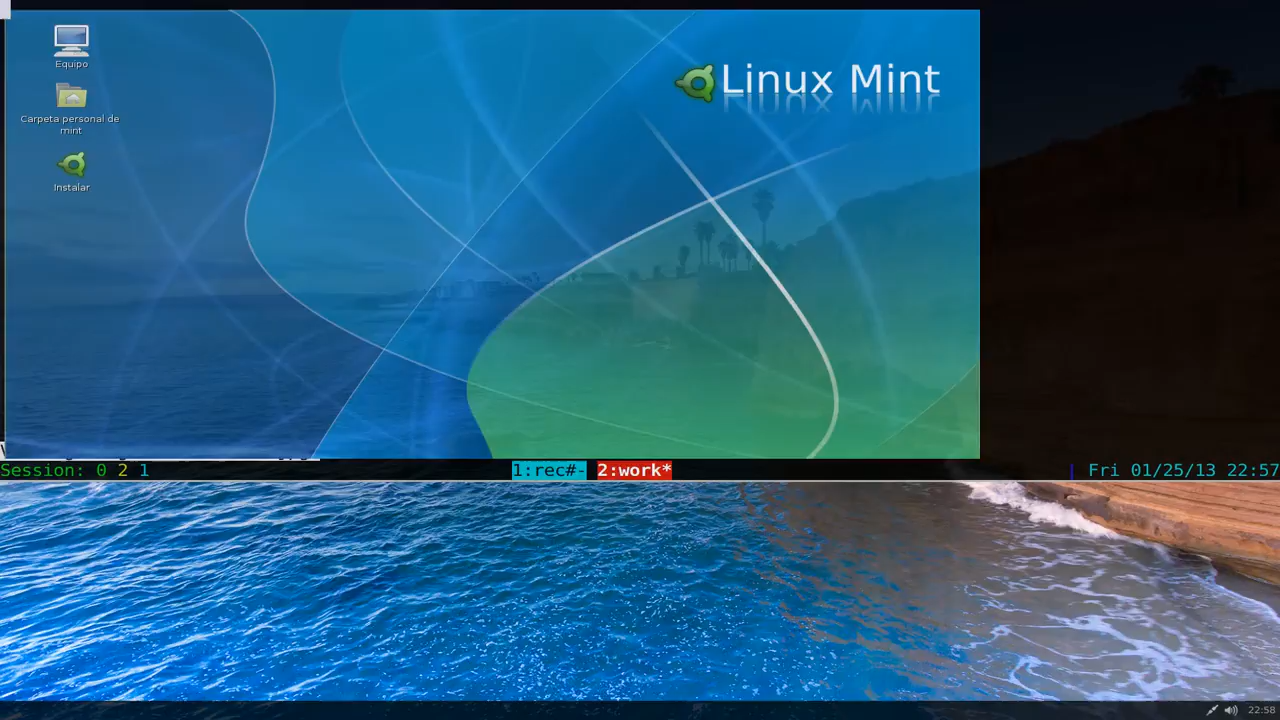 Equipo
Linux Mint
Carpeta personal de
mint
Instalar
Session: 0 2 1
1:rec#- 2:work*
| Fri 01/25/13 22:57
22:58